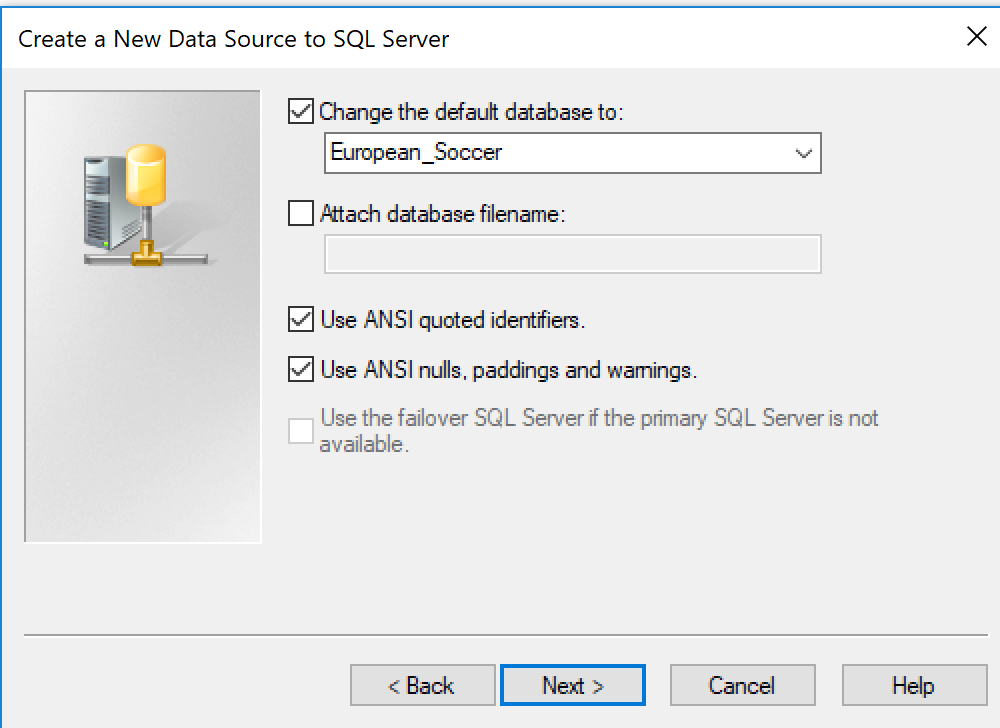 Create a New Data Source to SQL Server
Change the default database to:
European_Soccer
Attach database filename:
Use ANSI quoted identifiers.
Use ANSI nulls, paddings and warnings.
Use the failover SQL Server if the primary SQL Server is not
available.
< Back
Next >
Cancel
Help